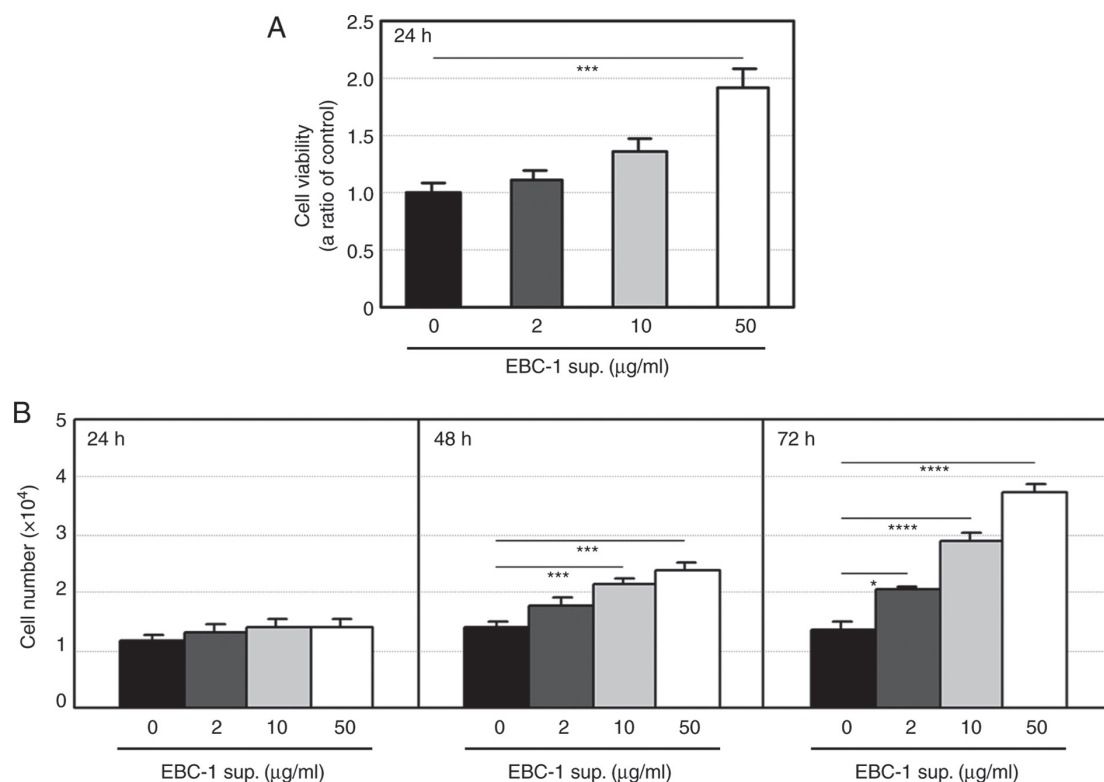 A
24 h
2.5
2.0
1.5
1.0
0.5
0
Cell viability
(a ratio of control)
***
0 2 10 50
EBC-1 sup. (μg/ml)
B
5
4
3
2
1
0
Cell number (×10⁴)
24 h
48 h
72 h
***
***
****
****
*
0 2 10 50 0 2 10 50 0 2 10 50
EBC-1 sup. (μg/ml) EBC-1 sup. (μg/ml) EBC-1 sup. (μg/ml)